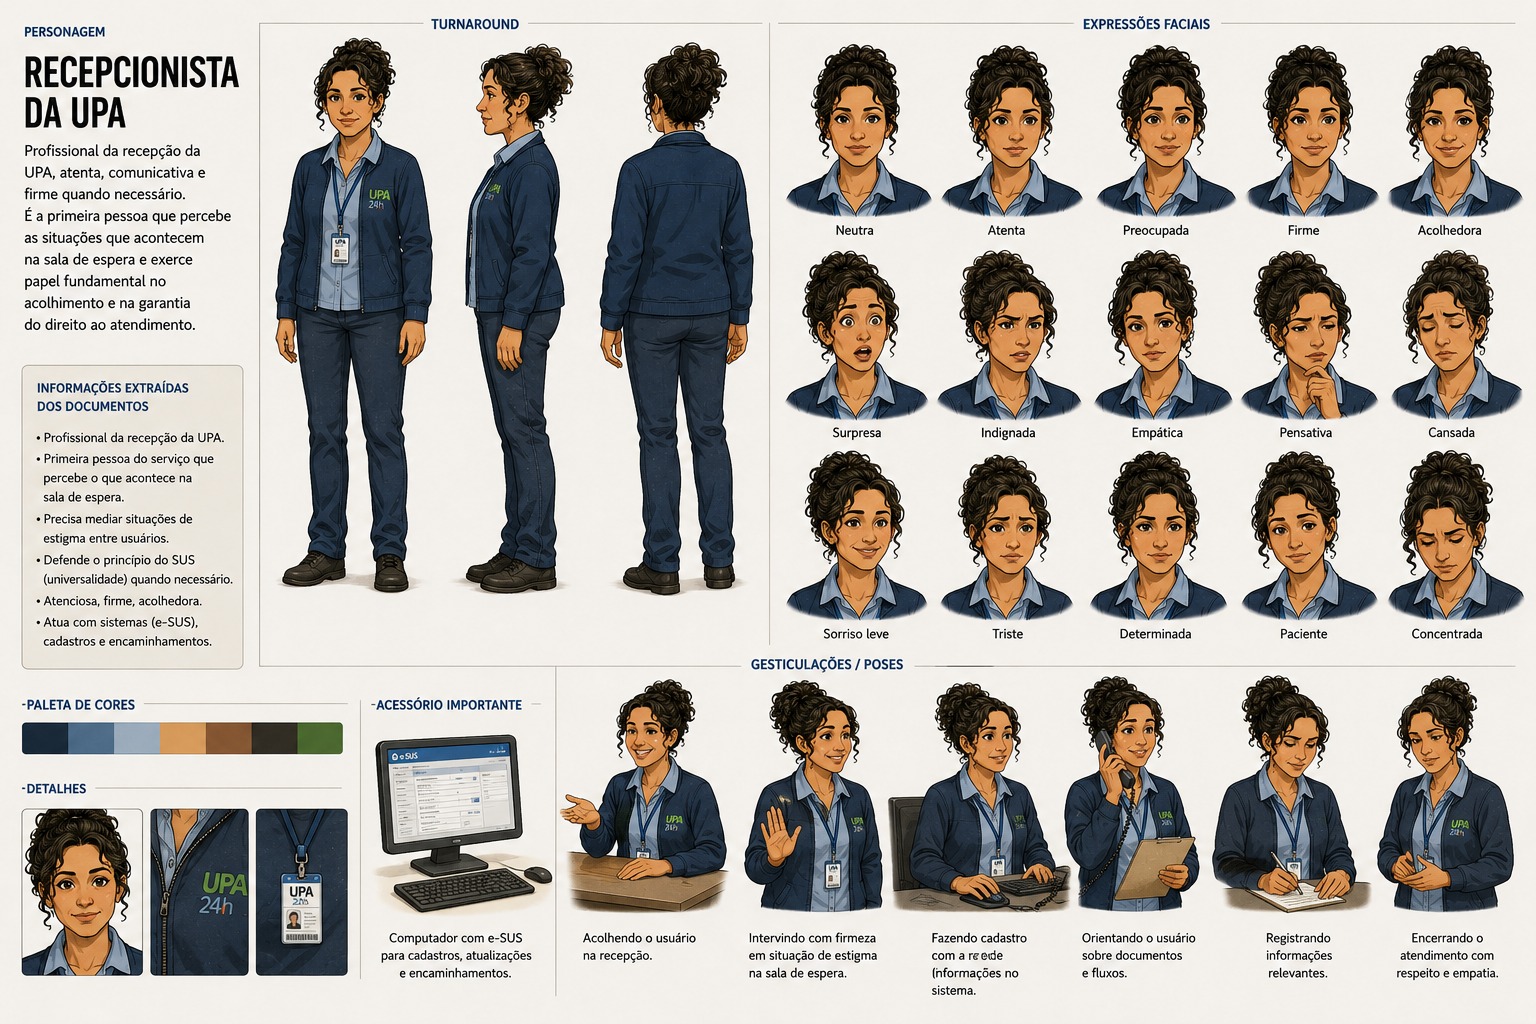 PERSONAGEM
RECEPCIONISTA
DA UPA
Profissional da recepção da
UPA, atenta, comunicativa e
firme quando necessário.
É a primeira pessoa que percebe
as situações que acontecem
na sala de espera e exerce
papel fundamental no
acolhimento e na garantia
do direito ao atendimento.
INFORMAÇÕES EXTRAÍDAS
DOS DOCUMENTOS
• Profissional da recepção da UPA.
• Primeira pessoa do serviço que
percebe o que acontece na
sala de espera.
• Precisa mediar situações de
estigma entre usuários.
• Defende o princípio do SUS
(universalidade) quando necessário.
• Atenciosa, firme, acolhedora.
• Atua com sistemas (e-SUS),
cadastros e encaminhamentos.
TURNAROUND
UPA
24h
UPA
UPA
EXPRESSÕES FACIAIS
Neutra
Atenta
Preocupada
Firme
Acolhedora
Surpresa
Indignada
Empática
Pensativa
Cansada
Sorriso leve
Triste
Determinada
Paciente
Concentrada
-PALETA DE CORES
-DETALHES
UPA
24h
UPA
-ACESSÓRIO IMPORTANTE
e-SUS
Computador com e-SUS
para cadastros, atualizações
e encaminhamentos.
GESTICULAÇÕES / POSES
UPA
UPA
UPA
UPA
UPA
24h
Acolhendo o usuário
na recepção.
Intervindo com firmeza
em situação de estigma
na sala de espera.
Fazendo cadastro
com a
(informações no
sistema.
Orientando o usuário
sobre documentos
e fluxos.
Registrando
informações
relevantes.
Encerrando o
atendimento com
respeito e empatia.